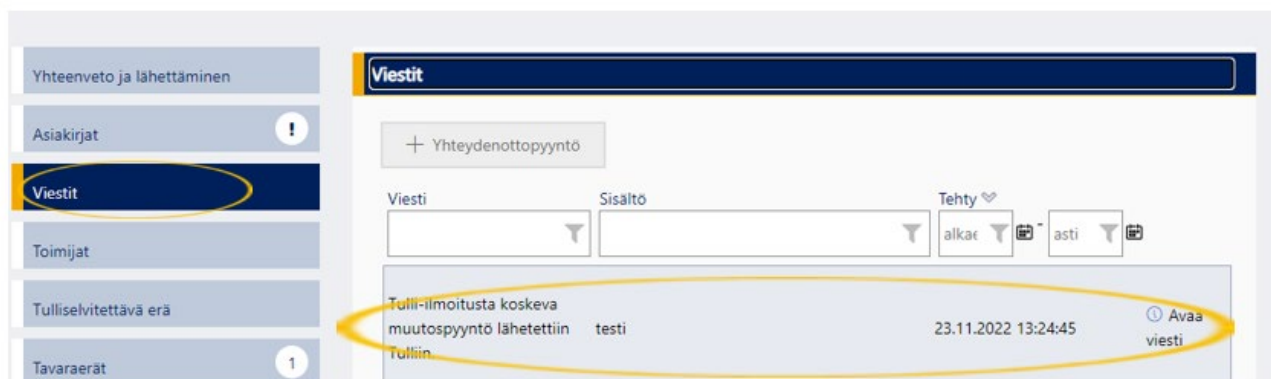 Yhteenveto ja lähettäminen
Asiakirjat !
Viestit
Toimijat
Tulliselvitettävä erä
Tavaraerät 1
Viestit
+ Yhteydenottopyyntö
Viesti Sisältö Tehty
alkae - asti
Tulli-ilmoitusta koskeva
muutospyyntö lähetettiin testi 23.11.2022 13:24:45
Tulliin.
Avaa
viesti